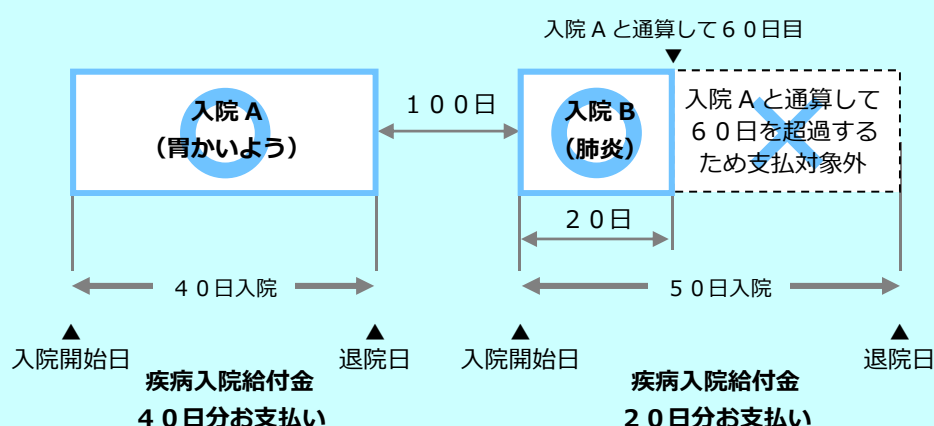 入院Aと通算して６０日目
▼
入院A
（胃かいよう）
１００日
入院B
（肺炎）
入院Aと通算して
６０日を超過する
ため支払対象外
２０日
４０日入院
５０日入院
▲
入院開始日
▲
退院日
▲
入院開始日
▲
退院日
疾病入院給付金
４０日分お支払い
疾病入院給付金
２０日分お支払い